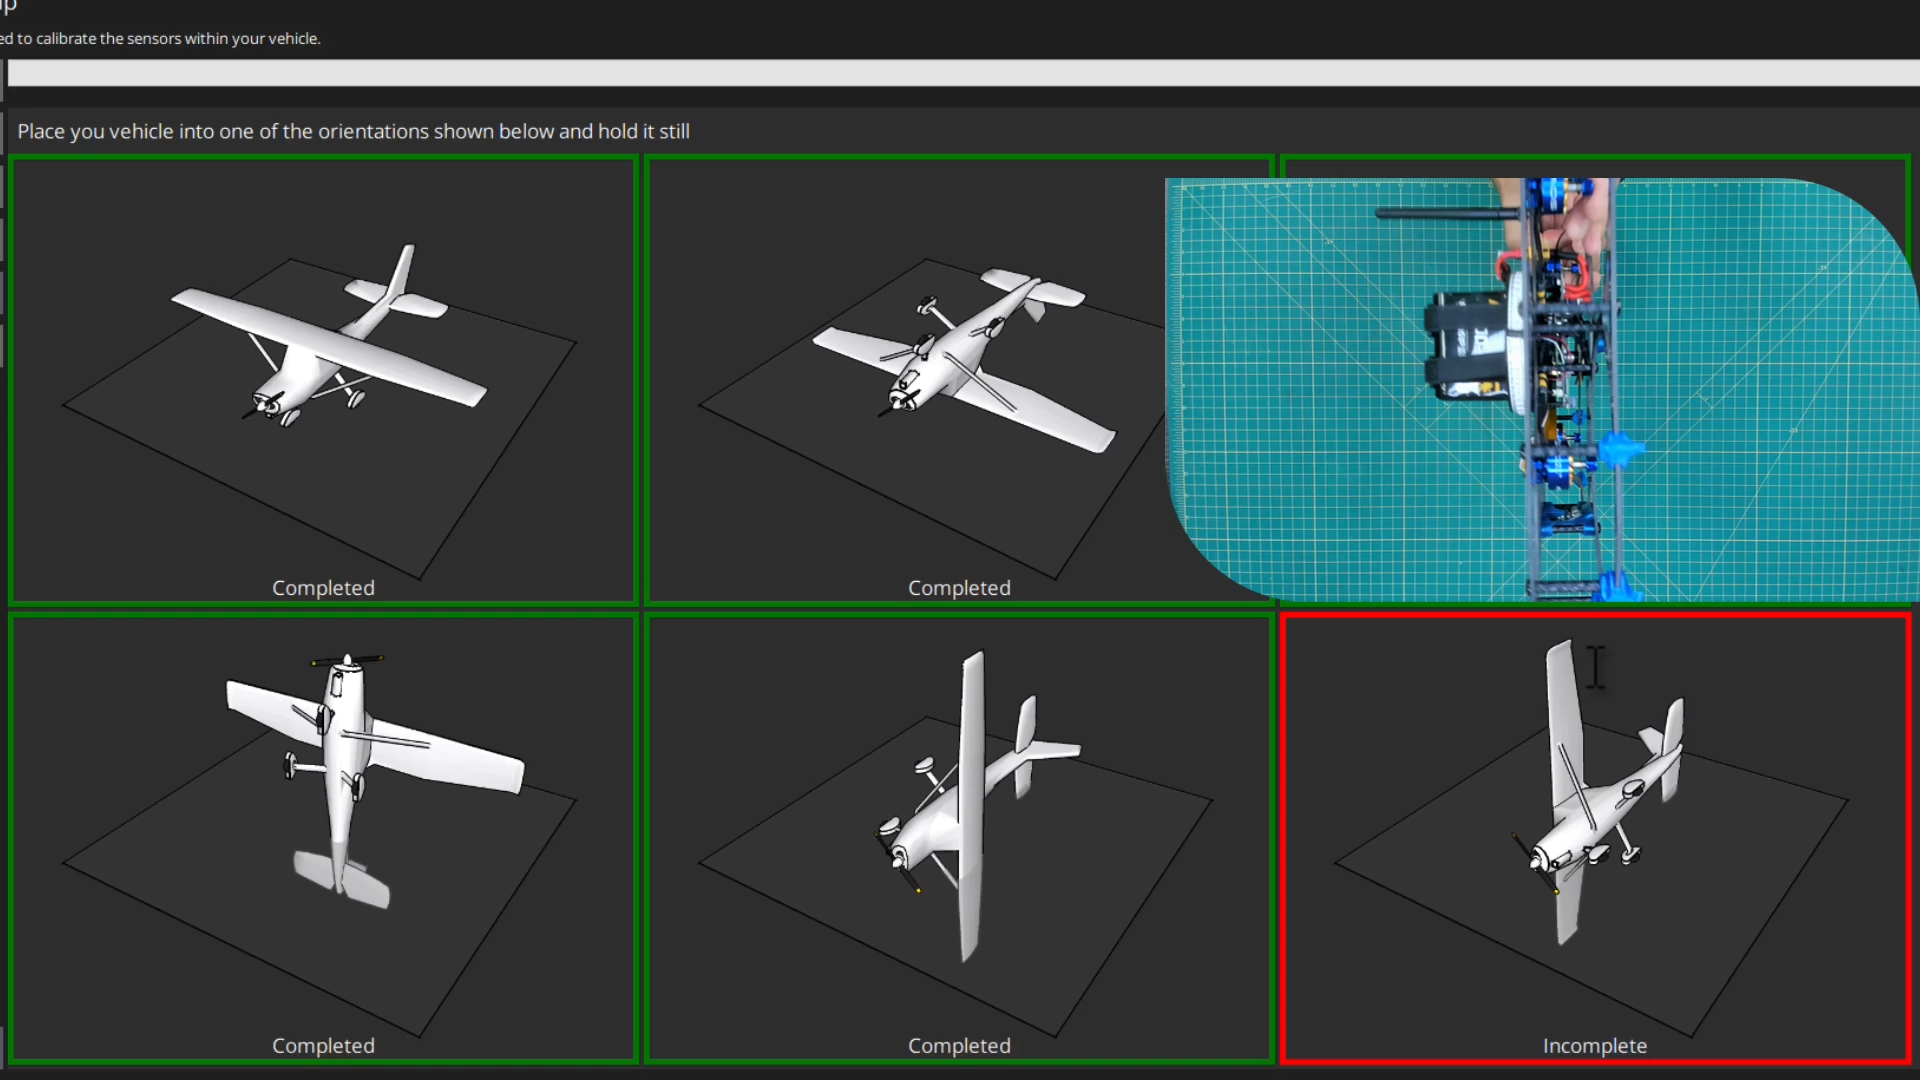 ed to calibrate the sensors within your vehicle.
Place you vehicle into one of the orientations shown below and hold it still
Completed
Completed
Completed
Completed
Incomplete